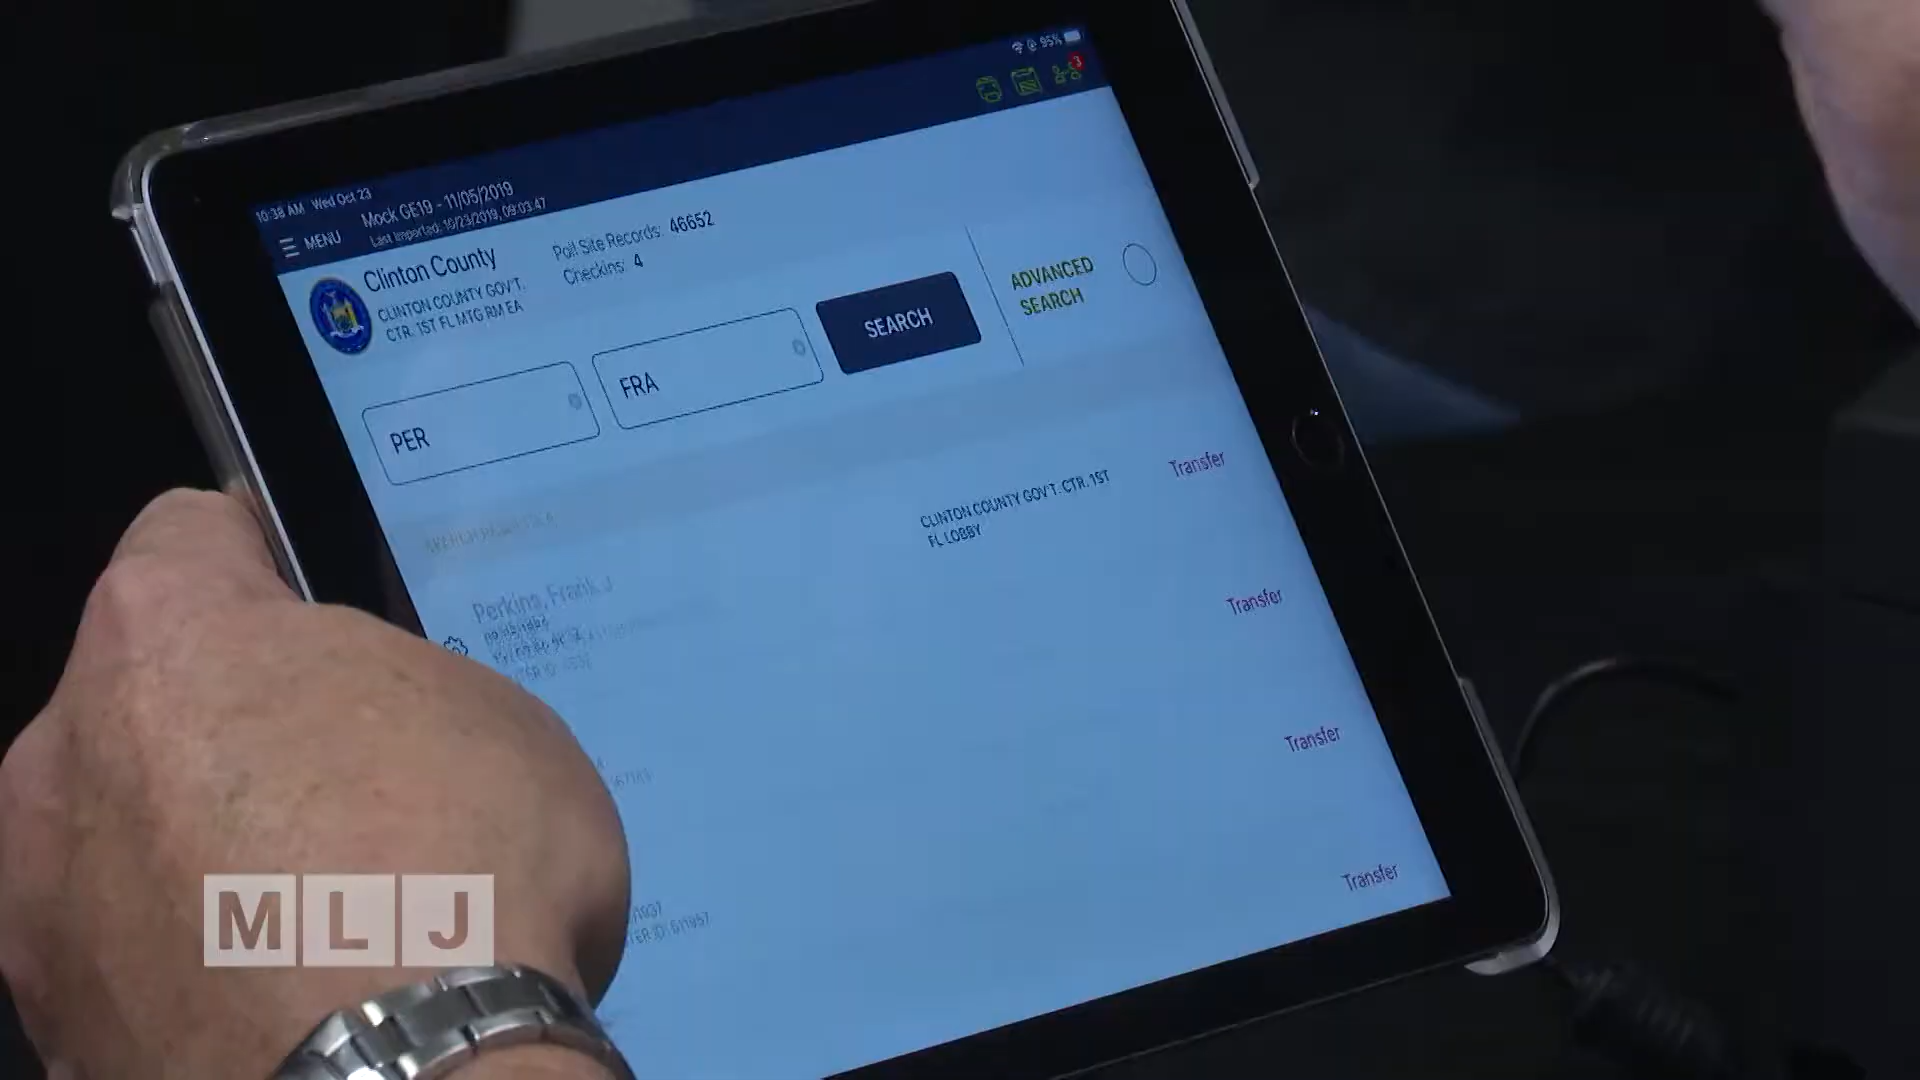 10:38 AM Wed Oct 23
95%
3
MENU
Mock GE19 - 11/05/2019
Last Imported: 10/23/2019, 09:03:47
Clinton County
CLINTON COUNTY GOV'T.
CTR. 1ST FL MTG RM EA
Poll Site Records: 46652
Checkins: 4
PER
FRA
SEARCH
ADVANCED
SEARCH
Perkins, Frank J
CLINTON COUNTY GOV'T. CTR. 1ST
FL LOBBY
Transfer
Transfer
Transfer
Transfer
MLJ